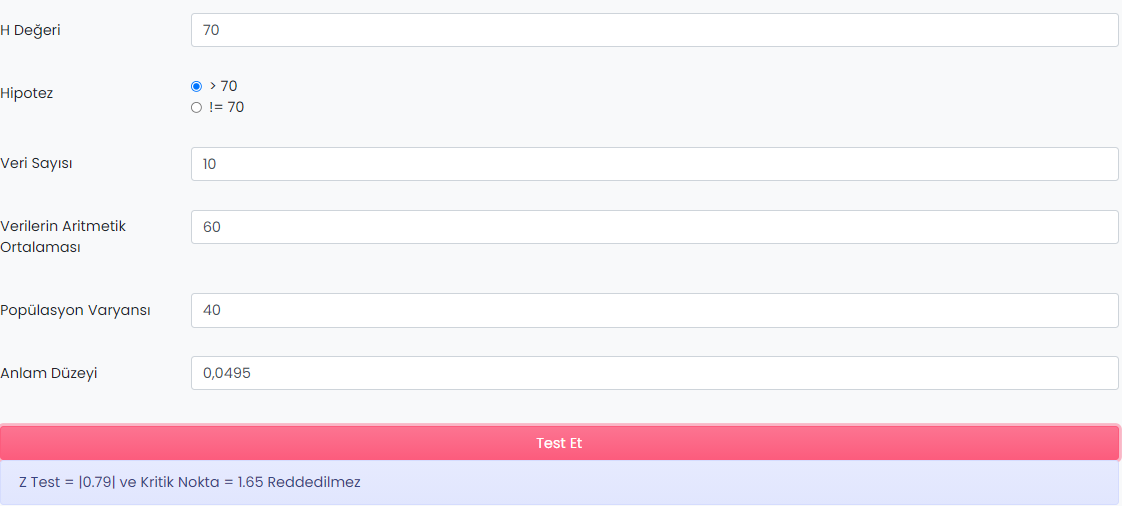 H Değeri
70
Hipotez
> 70
!= 70
Veri Sayısı
10
Verilerin Aritmetik
Ortalaması
60
Popülasyon Varyansı
40
Anlam Düzeyi
0,0495
Test Et
Z Test = |0.79| ve Kritik Nokta = 1.65 Reddedilmez